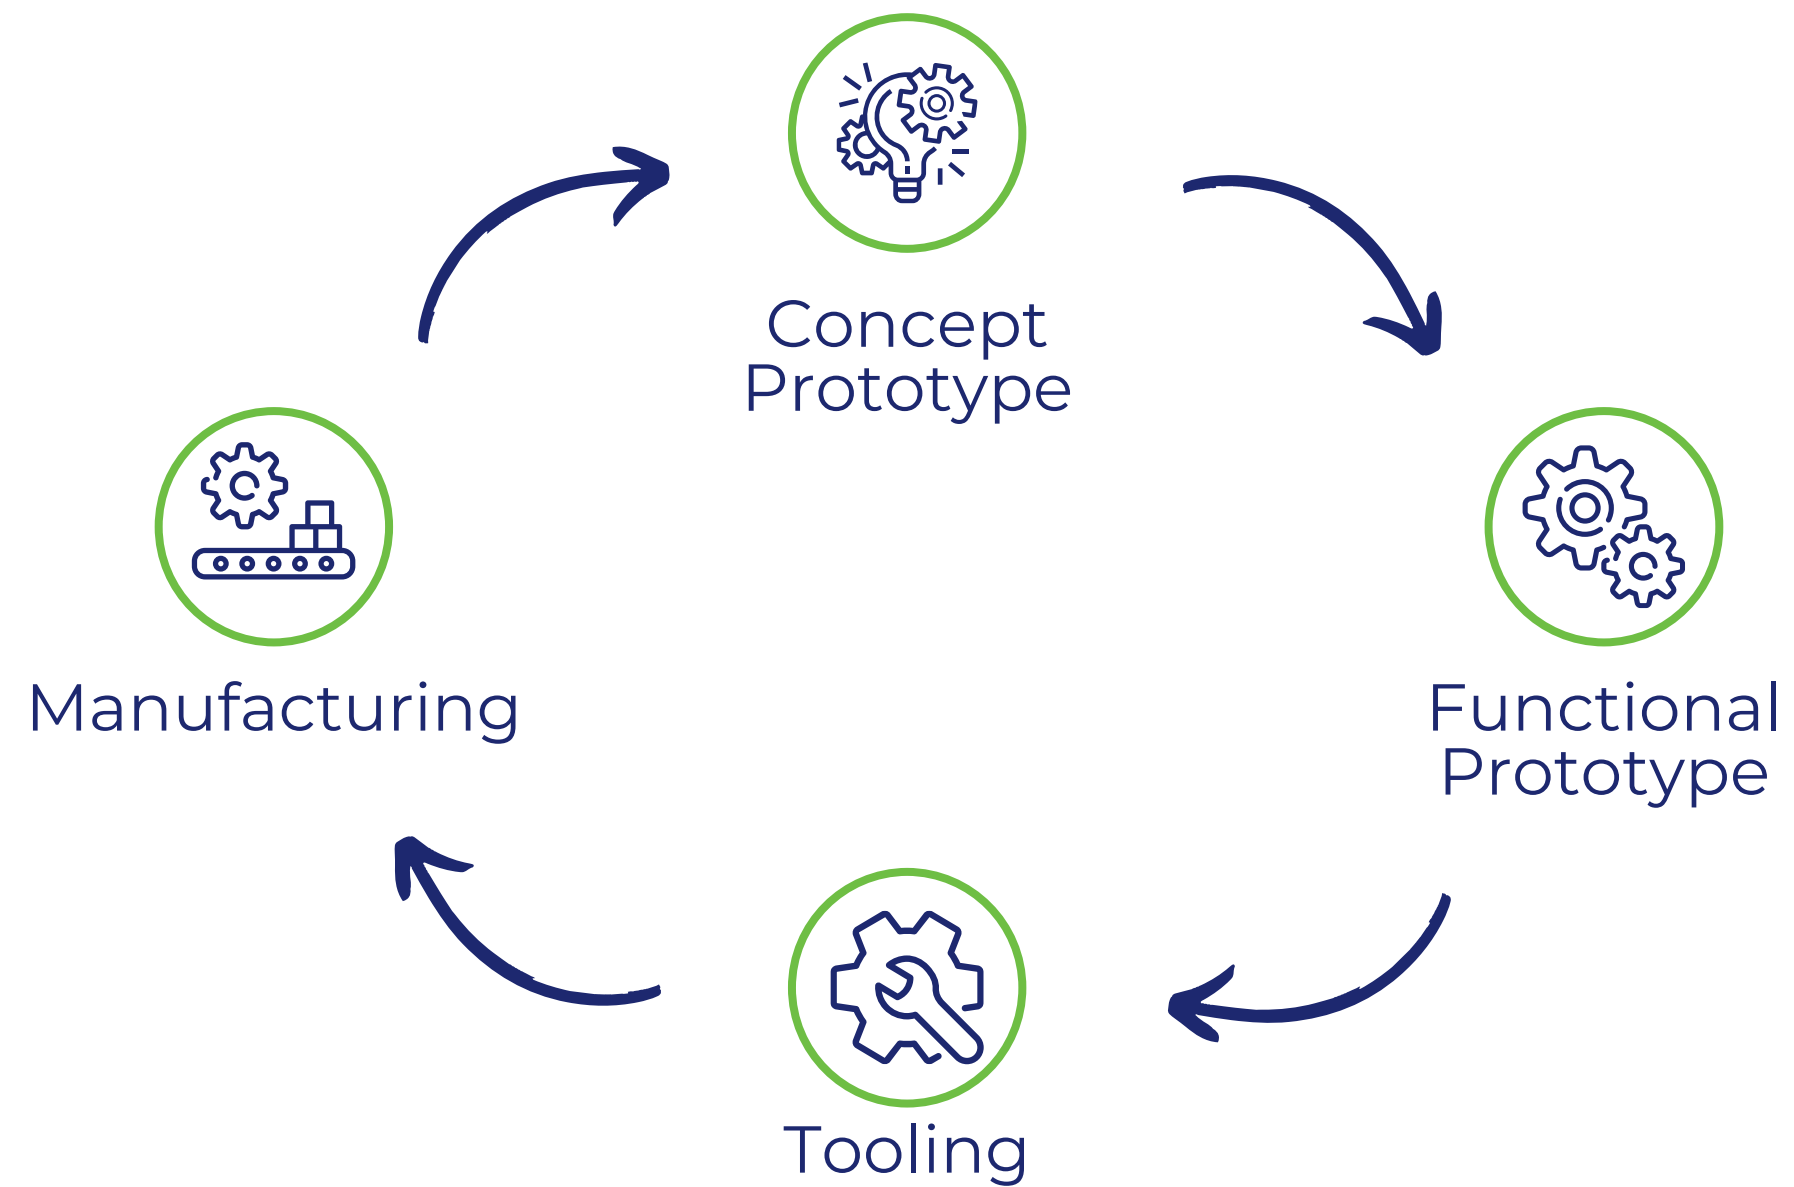 Concept
Prototype
Manufacturing
Functional
Prototype
Tooling